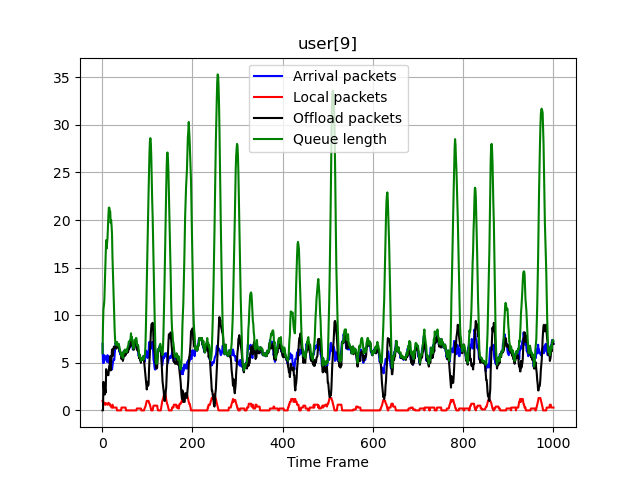 user[9]
Arrival packets
Local packets
Offload packets
Queue length
35
30
25
20
15
10
5
0
0 200 400 600 800 1000
Time Frame